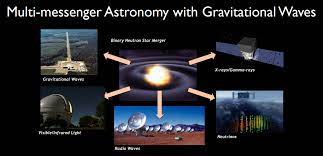 Multi-messenger Astronomy with Gravitational Waves
Binary Neutron Star Merger
Gravitational Waves
X-rays/Gamma-rays
Visible/Infrared Light
Radio Waves
Neutrinos